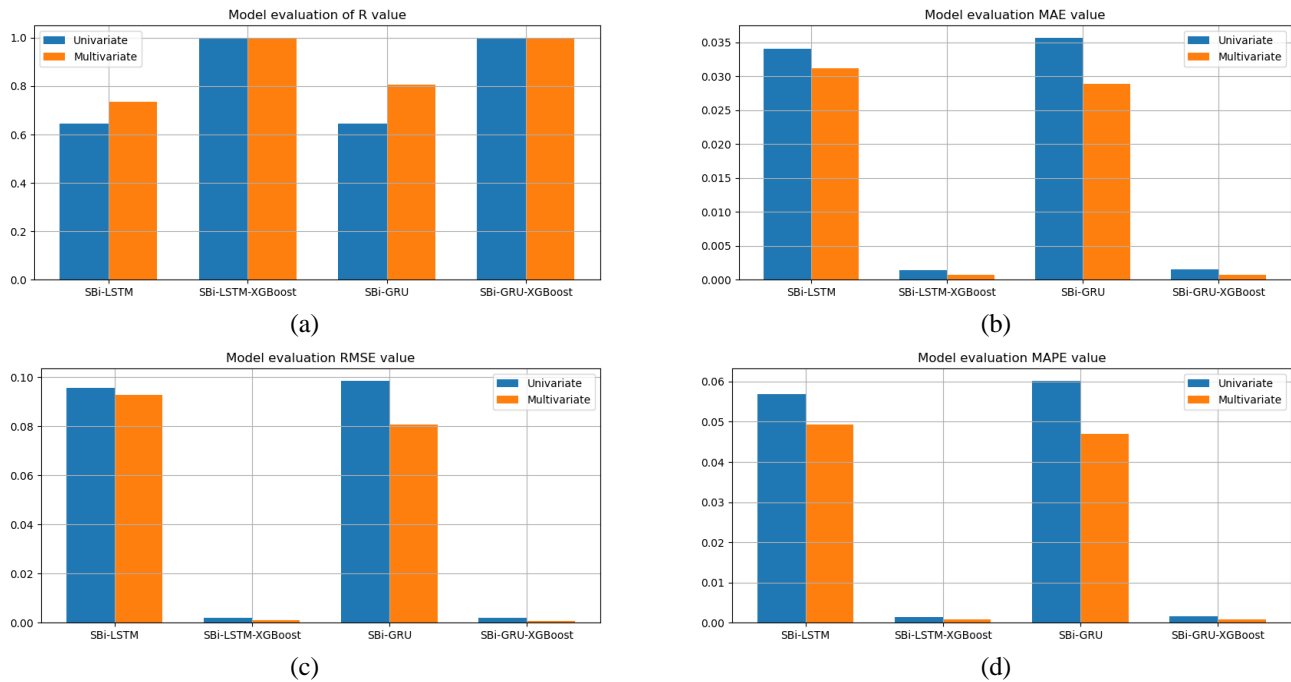 Model evaluation of R value
1.0
0.8
0.6
0.4
0.2
0.0
Univariate
Multivariate
SBi-LSTM SBi-LSTM-XGBoost SBi-GRU SBi-GRU-XGBoost
(a)
Model evaluation MAE value
0.035
0.030
0.025
0.020
0.015
0.010
0.005
0.000
Univariate
Multivariate
SBi-LSTM SBi-LSTM-XGBoost SBi-GRU SBi-GRU-XGBoost
(b)
Model evaluation RMSE value
0.10
0.08
0.06
0.04
0.02
0.00
Univariate
Multivariate
SBi-LSTM SBi-LSTM-XGBoost SBi-GRU SBi-GRU-XGBoost
(c)
Model evaluation MAPE value
0.06
0.05
0.04
0.03
0.02
0.01
0.00
Univariate
Multivariate
SBi-LSTM SBi-LSTM-XGBoost SBi-GRU SBi-GRU-XGBoost
(d)